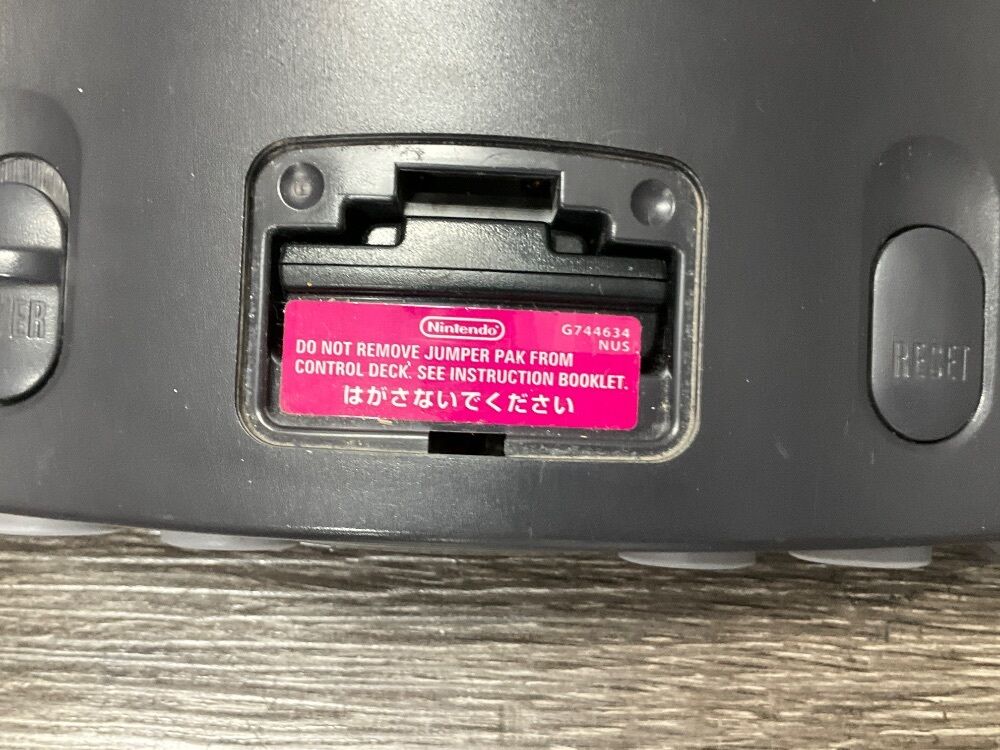 Nintendo
G744634
NUS
DO NOT REMOVE JUMPER PAK FROM
CONTROL DECK. SEE INSTRUCTION BOOKLET.
はがさないでください
RESET